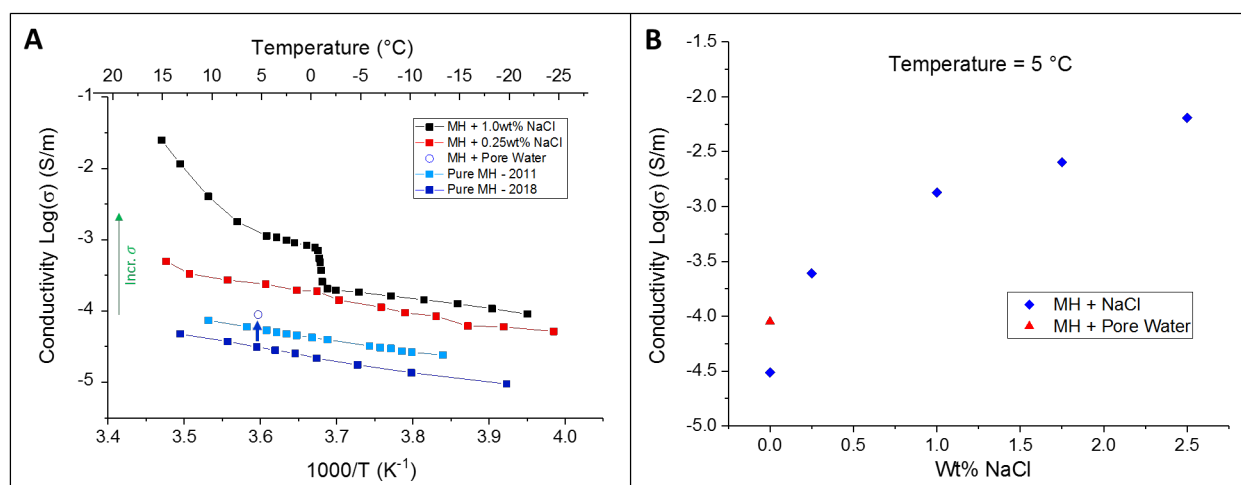 A
Temperature (°C)
20 15 10 5 0 -5 -10 -15 -20 -25
-1
-2
-3
-4
-5
Conductivity Log(σ) (S/m)
Incr. σ
MH + 1.0wt% NaCl
MH + 0.25wt% NaCl
MH + Pore Water
Pure MH - 2011
Pure MH - 2018
3.4 3.5 3.6 3.7 3.8 3.9 4.0
1000/T (K⁻¹)
B
Temperature = 5 °C
-1.5
-2.0
-2.5
-3.0
-3.5
-4.0
-4.5
-5.0
Conductivity Log(σ) (S/m)
MH + NaCl
MH + Pore Water
0.0 0.5 1.0 1.5 2.0 2.5
Wt% NaCl